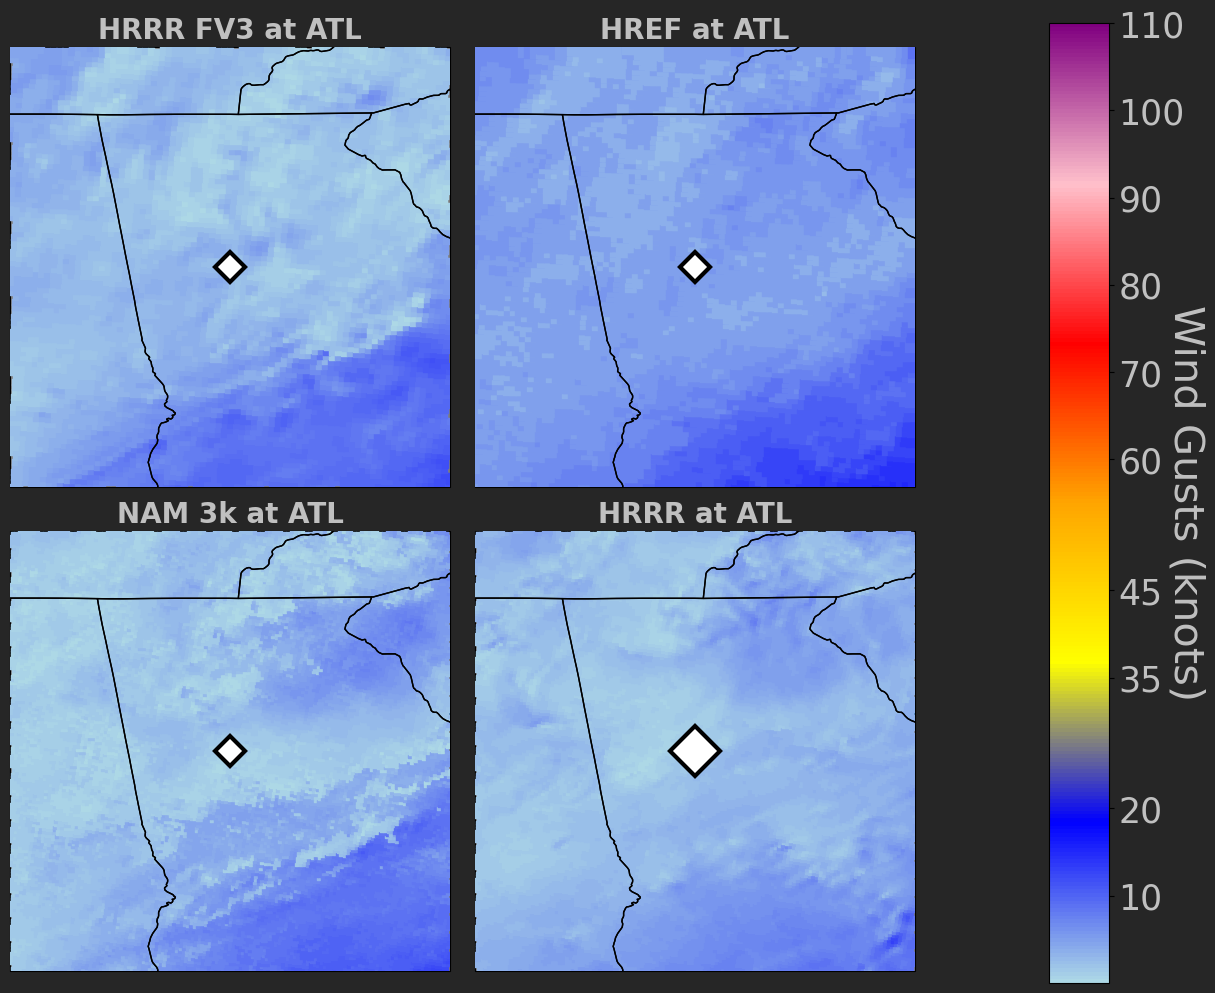 HRRR FV3 at ATL
HREF at ATL
NAM 3k at ATL
HRRR at ATL
110
100
90
80
70
60
45
35
20
10
Wind Gusts (knots)